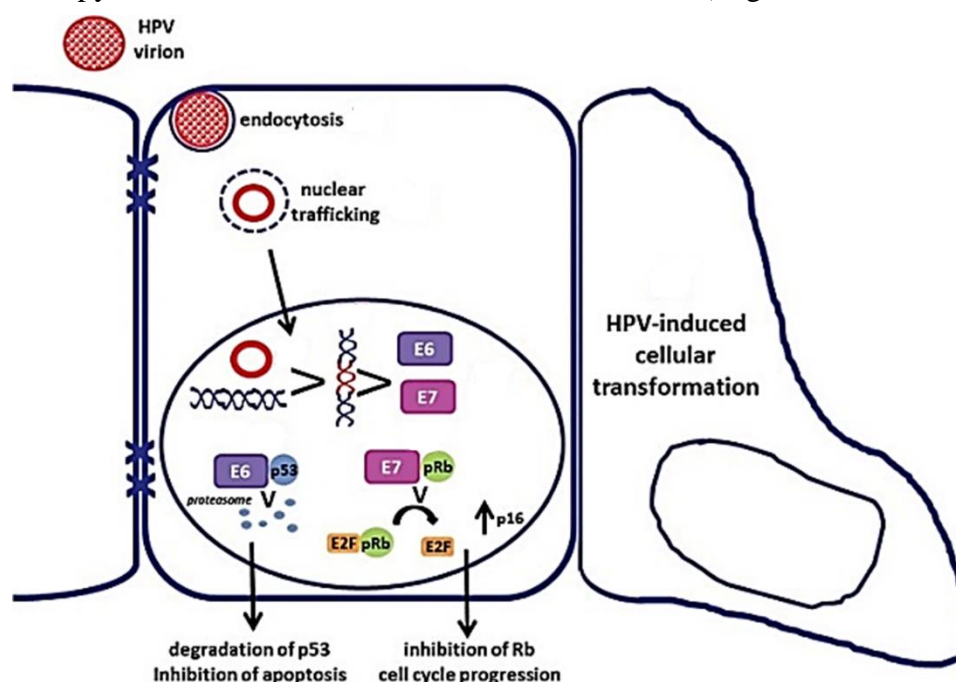 HPV
virion
endocytosis
nuclear
trafficking
HPV-induced
cellular
transformation
E6
E7
E6 p53
proteasome
E7 pRb
E2F pRb
E2F
p16
degradation of p53
Inhibition of apoptosis
inhibition of Rb
cell cycle progression